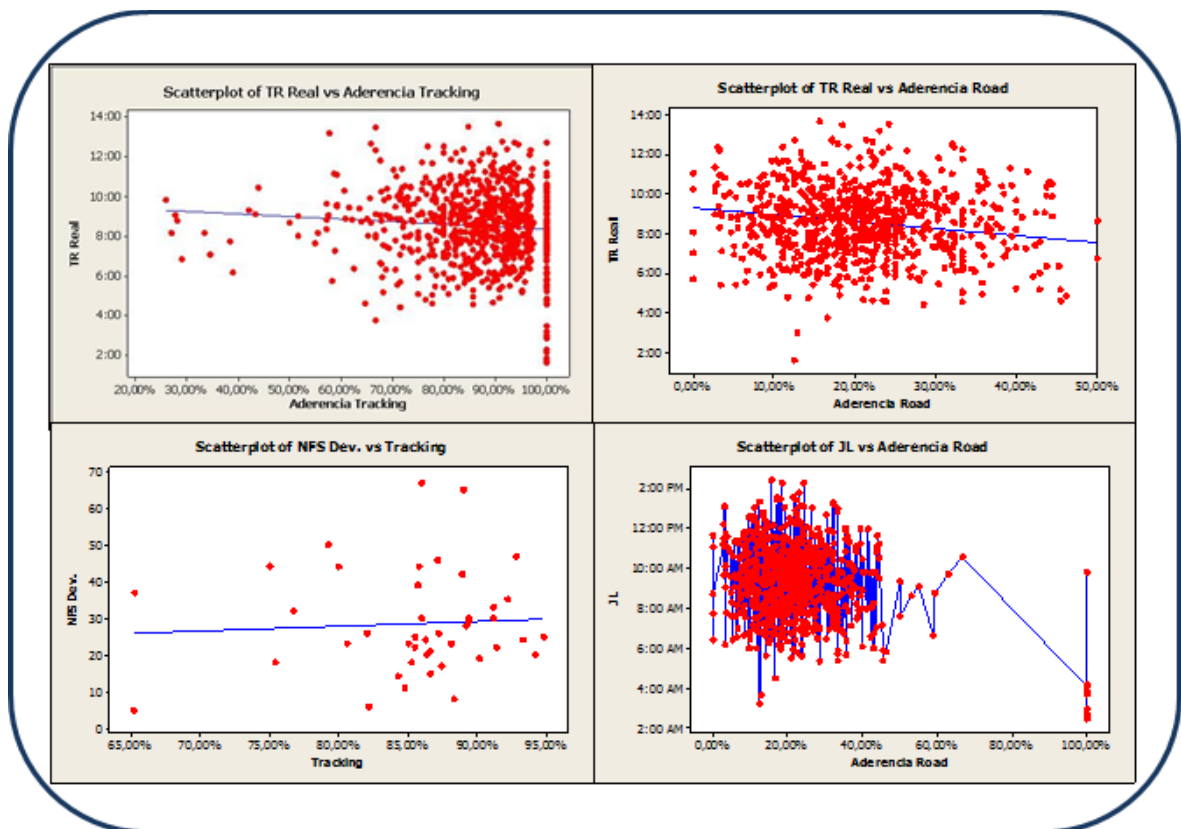 Scatterplot of TR Real vs Aderencia Tracking
TR Real
14:00
12:00
10:00
8:00
6:00
4:00
2:00
20,00% 30,00% 40,00% 50,00% 60,00% 70,00% 80,00% 90,00% 100,00%
Aderencia Tracking
Scatterplot of TR Real vs Aderencia Road
TR Real
14:00
12:00
10:00
8:00
6:00
4:00
2:00
0,00% 10,00% 20,00% 30,00% 40,00% 50,00%
Aderencia Road
Scatterplot of NFS Dev. vs Tracking
NFS Dev.
70
60
50
40
30
20
10
0
65,00% 70,00% 75,00% 80,00% 85,00% 90,00% 95,00%
Tracking
Scatterplot of JL vs Aderencia Road
JL
2:00 PM
12:00 PM
10:00 AM
8:00 AM
6:00 AM
4:00 AM
2:00 AM
0,00% 20,00% 40,00% 60,00% 80,00% 100,00%
Aderencia Road